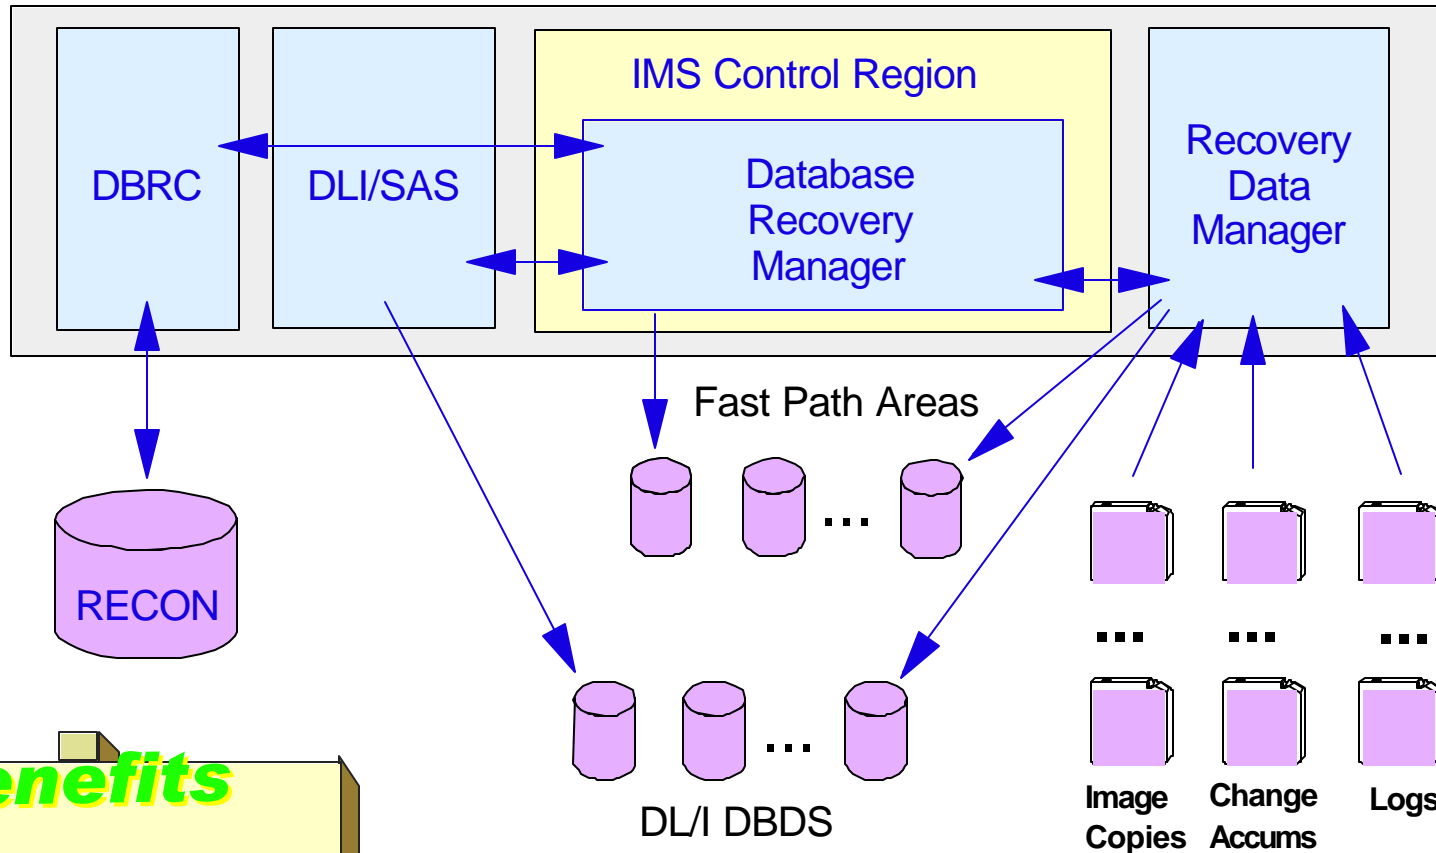 IMS Control Region
DBRC
DLI/SAS
Database
Recovery
Manager
Recovery
Data
Manager
Fast Path Areas
...
RECON
...
... ... ...
enefits
DL/I DBDS
Image
Copies
Change
Accums
Logs